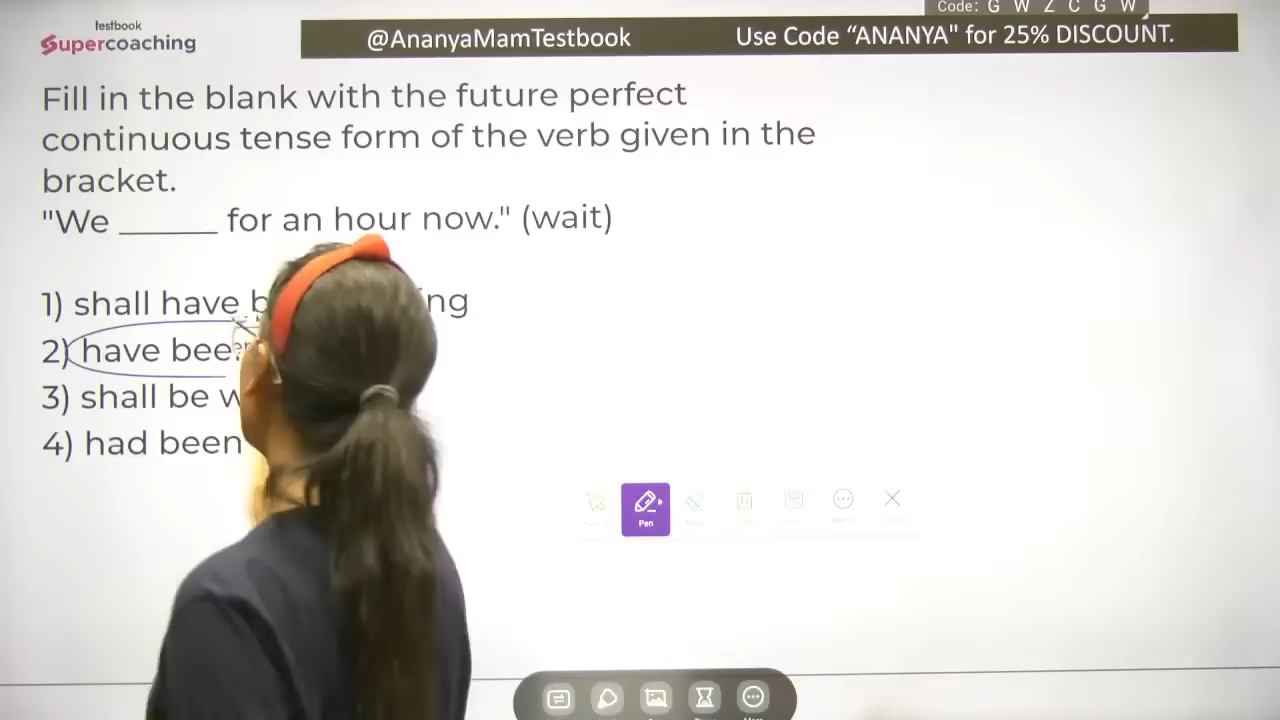 Code: G W Z C G W
testbook
Supercoaching
@AnanyaMamTestbook
Use Code “ANANYA" for 25% DISCOUNT.
Fill in the blank with the future perfect
continuous tense form of the verb given in the
bracket.
"We ______ for an hour now." (wait)
1) shall have
2) have
3) shall be
4) had been
Pen